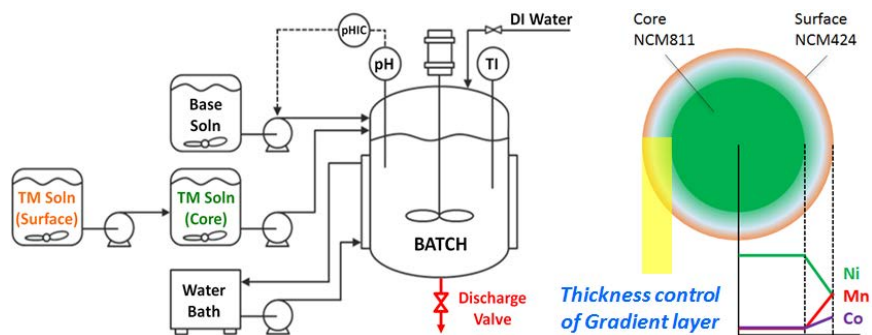 pHIC
DI Water
pH
TI
Base
Soln
TM Soln
(Surface)
TM Soln
(Core)
BATCH
Water
Bath
Discharge
Valve
Core
NCM811
Surface
NCM424
Ni
Mn
Co
Thickness control
of Gradient layer